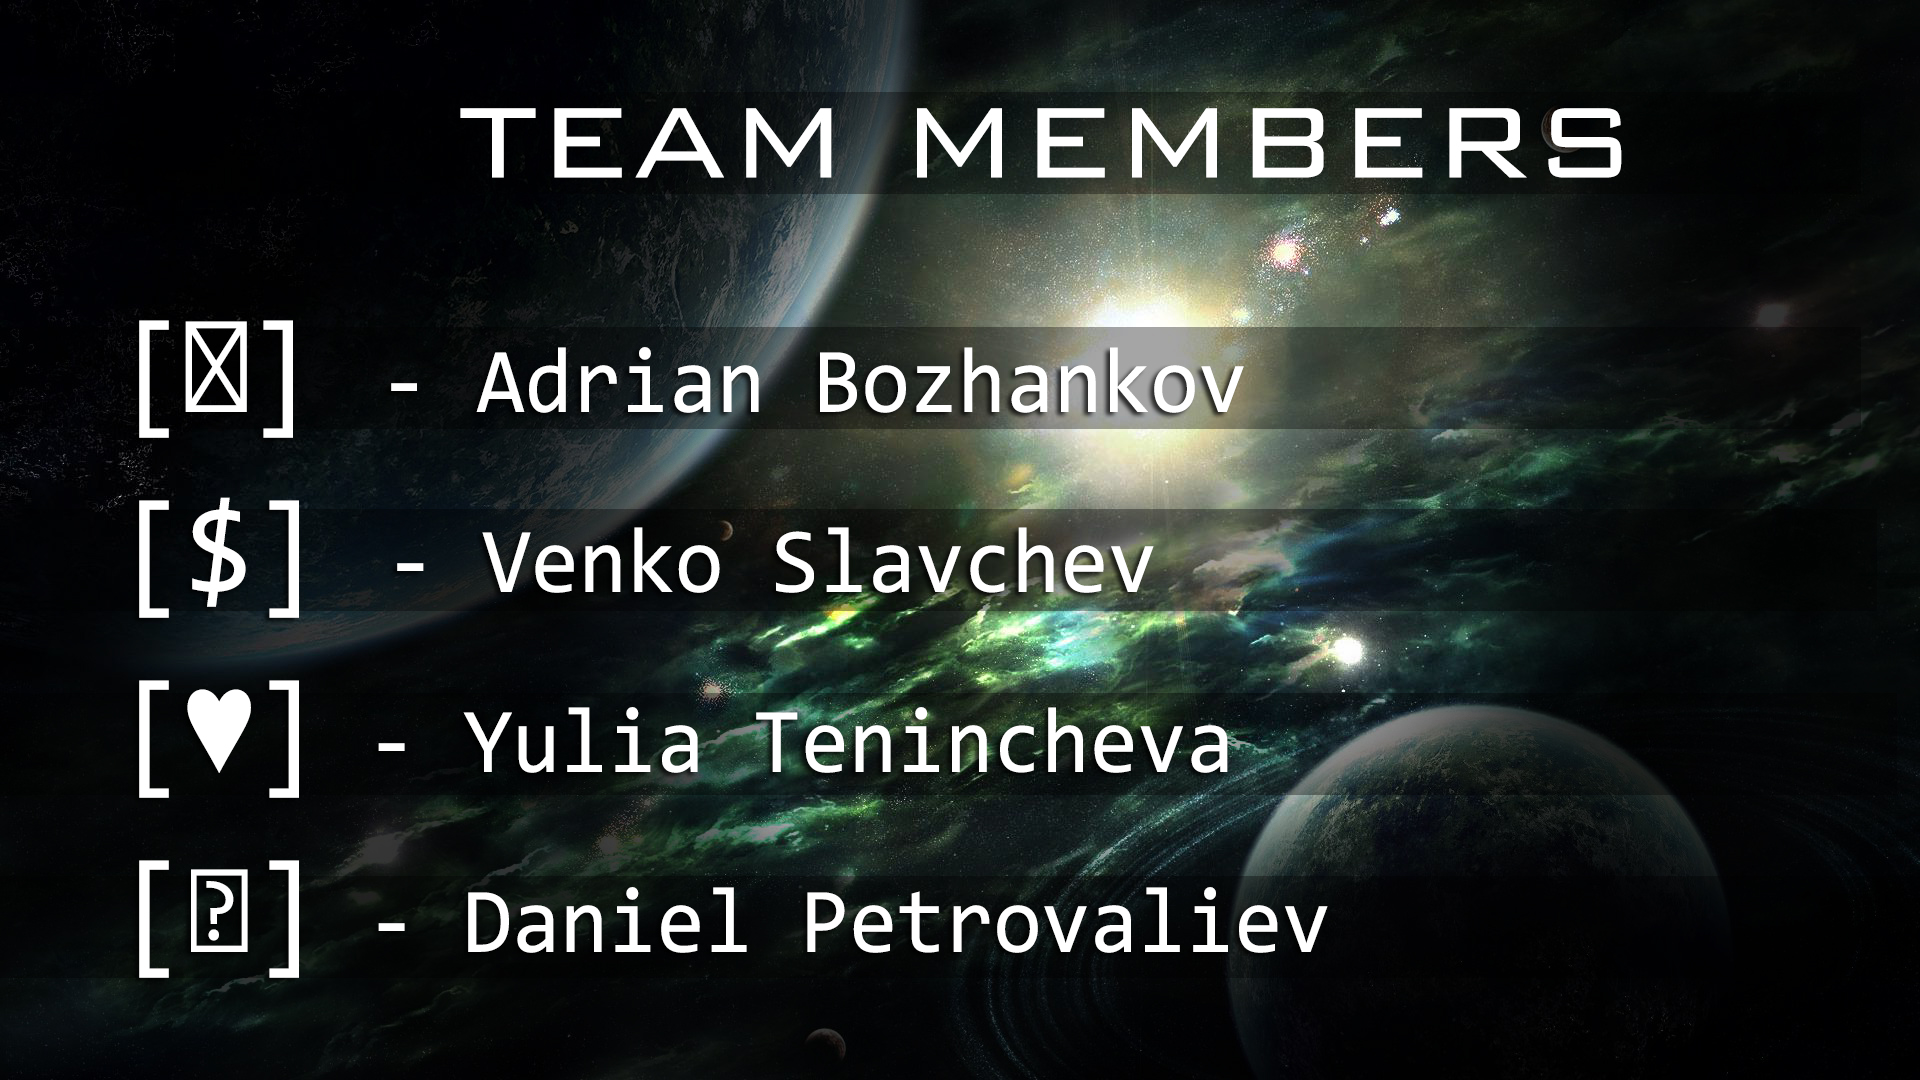 TEAM MEMBERS
[☒] - Adrian Bozhankov
[$] - Venko Slavchev
[♥] - Yulia Tenincheva
[⍰] - Daniel Petrovaliev